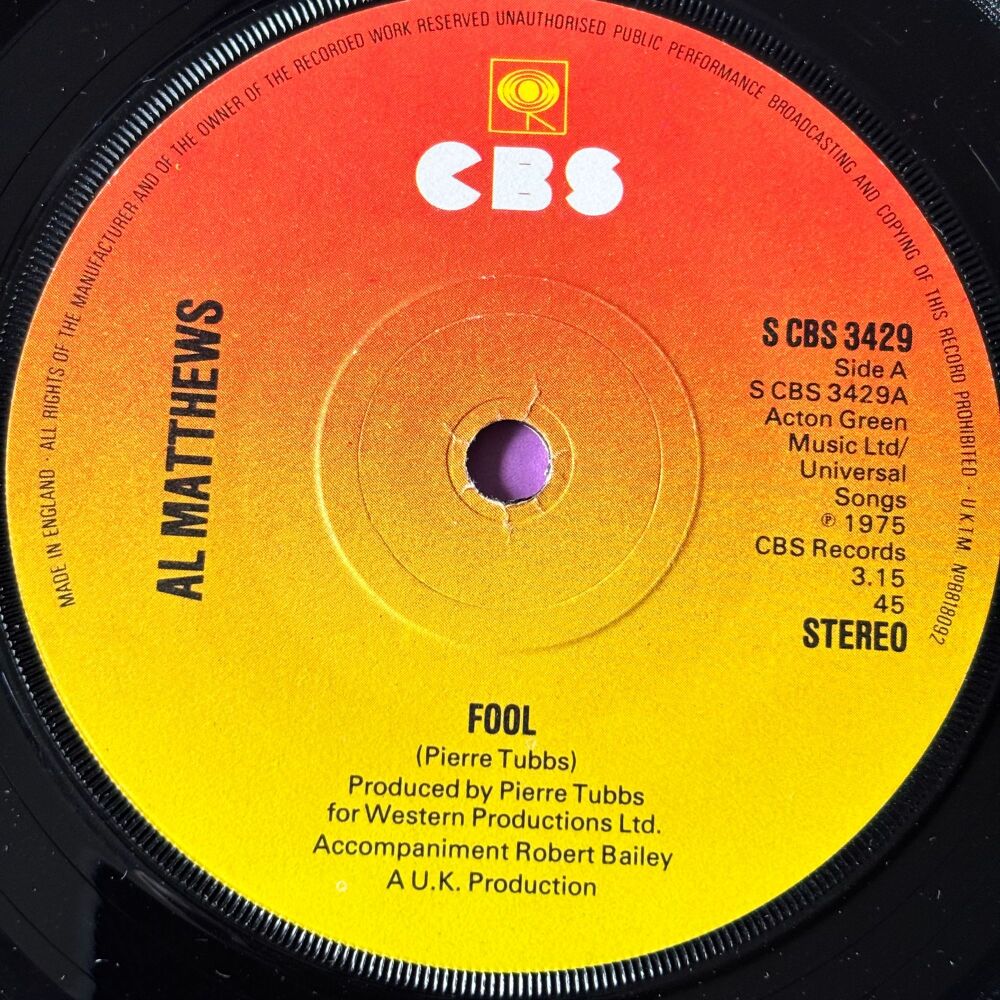 MADE IN ENGLAND · ALL RIGHTS OF THE MANUFACTURER AND OF THE OWNER OF THE RECORDED WORK RESERVED UNAUTHORISED PUBLIC PERFORMANCE BROADCASTING AND COPYING OF THIS RECORD PROHIBITED · UKTM Nº8818092
CBS
AL MATTHEWS
S CBS 3429
Side A
S CBS 3429A
Acton Green
Music Ltd/
Universal
Songs
℗ 1975
CBS Records
3.15
45
STEREO
FOOL
(Pierre Tubbs)
Produced by Pierre Tubbs
for Western Productions Ltd.
Accompaniment Robert Bailey
A U.K. Production